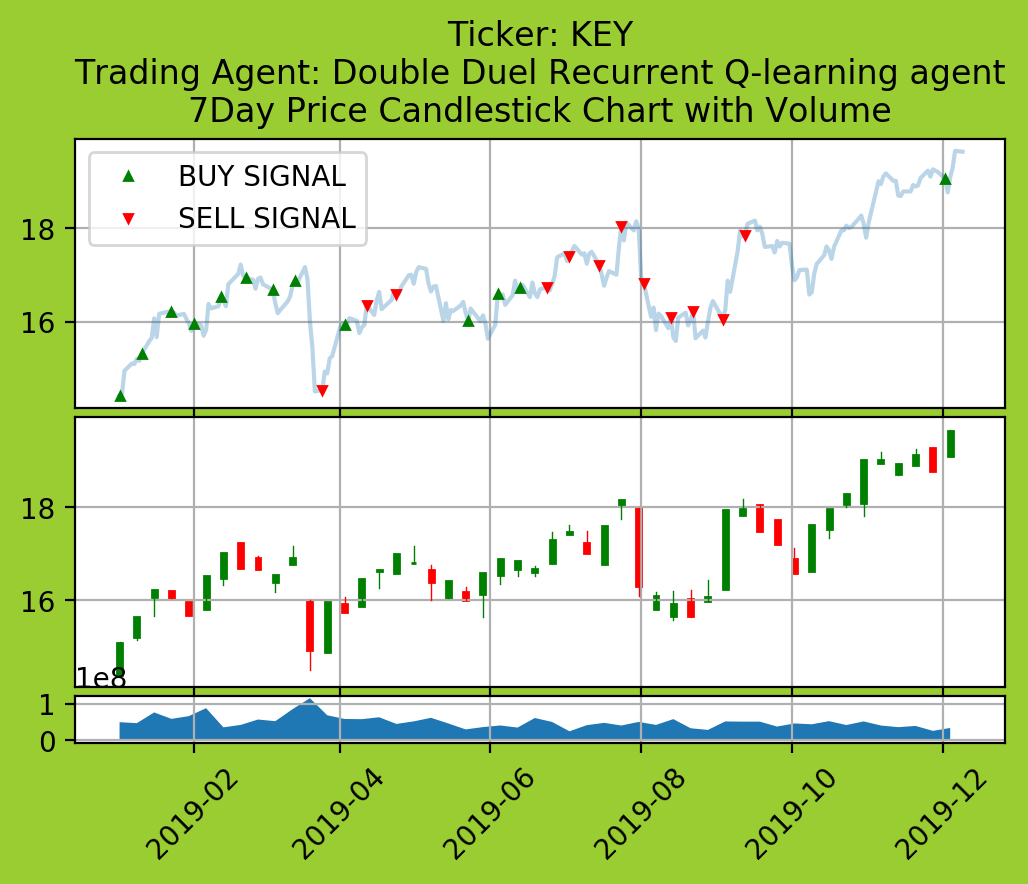 Ticker: KEY
Trading Agent: Double Duel Recurrent Q-learning agent
7Day Price Candlestick Chart with Volume
BUY SIGNAL
SELL SIGNAL
18
16
18
16
1e8
1
0
2019-02
2019-04
2019-06
2019-08
2019-10
2019-12